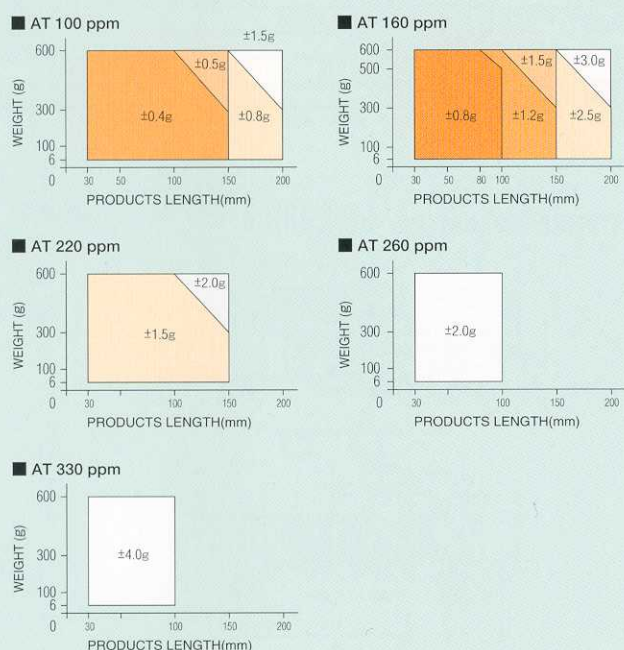 ■ AT 100 ppm
±1.5g
600
±0.5g
300
±0.4g
±0.8g
100
6
0
30 50 100 150 200
WEIGHT (g)
PRODUCTS LENGTH(mm)
■ AT 160 ppm
600
±1.5g ±3.0g
500
300
±0.8g ±1.2g ±2.5g
100
6
0
30 50 80 100 150 200
WEIGHT (g)
PRODUCTS LENGTH(mm)
■ AT 220 ppm
600
±2.0g
300
±1.5g
100
6
0
30 100 150 200
WEIGHT (g)
PRODUCTS LENGTH(mm)
■ AT 260 ppm
600
300
±2.0g
100
6
0
30 100 150 200
WEIGHT (g)
PRODUCTS LENGTH(mm)
■ AT 330 ppm
600
300
±4.0g
100
6
0
30 100 150 200
WEIGHT (g)
PRODUCTS LENGTH(mm)